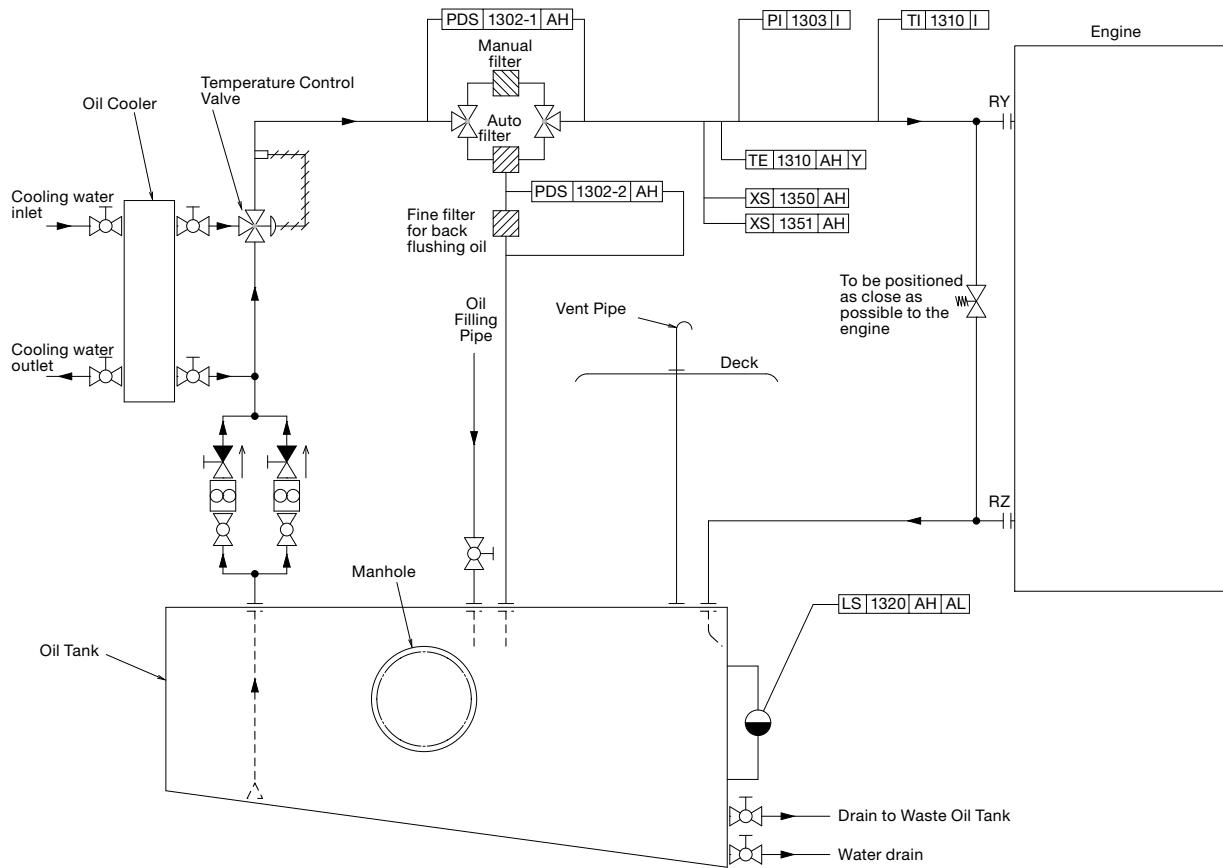 PDS 1302-1 AH
PI 1303 I
TI 1310 I
Engine
Manual
filter
Temperature Control
Valve
Oil Cooler
RY
Auto
filter
TE 1310 AH Y
PDS 1302-2 AH
XS 1350 AH
XS 1351 AH
Cooling water
inlet
Fine filter
for back
flushing oil
To be positioned
as close as
possible to the
engine
Oil
Filling
Pipe
Vent Pipe
Cooling water
outlet
Deck
RZ
Manhole
LS 1320 AH AL
Oil Tank
Drain to Waste Oil Tank
Water drain